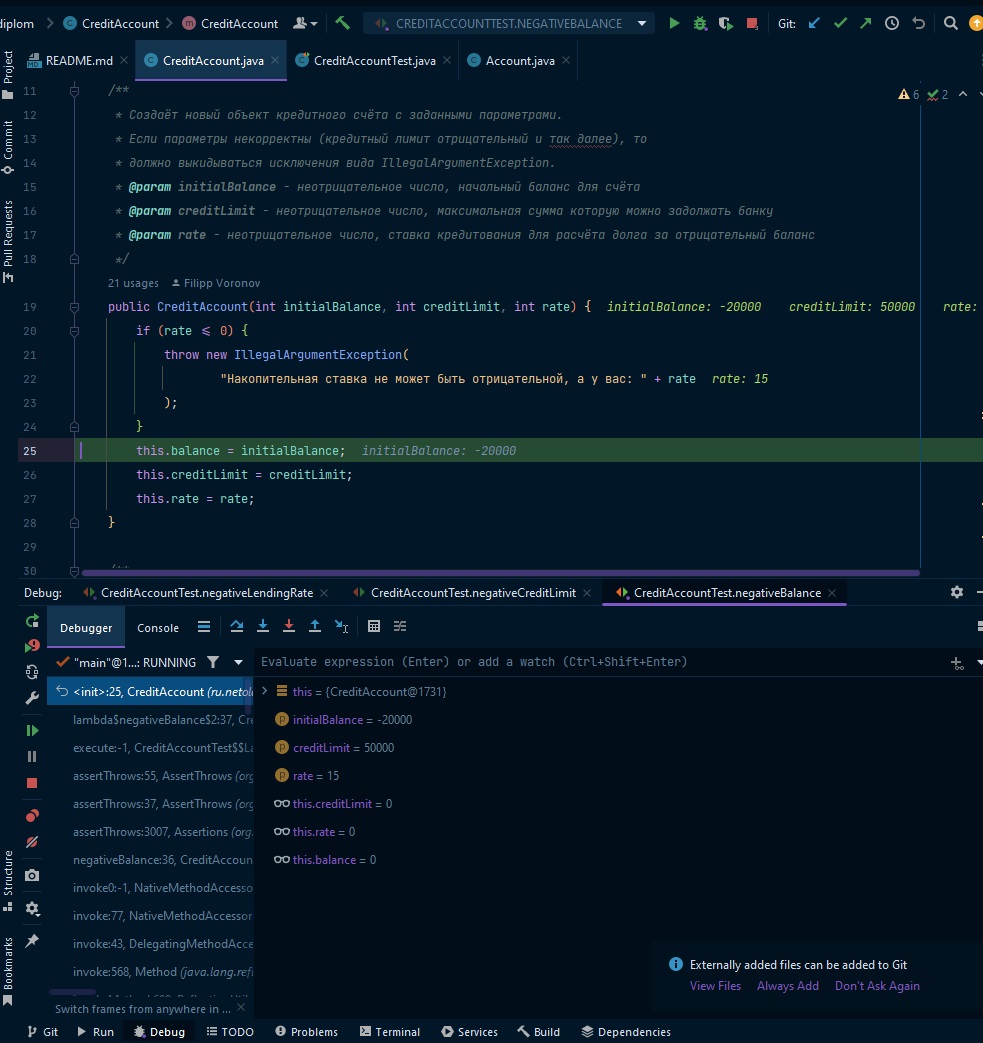 diplom CreditAccount CreditAccount CREDITACCOUNTTEST.NEGATIVEBALANCE Git:
README.md CreditAccount.java CreditAccountTest.java Account.java
Project
Commit
Pull Requests
Structure
Bookmarks
6 2
11 /**
12 * Создаёт новый объект кредитного счёта с заданными параметрами.
13 * Если параметры некорректны (кредитный лимит отрицательный и так далее), то
14 * должно выкидываться исключения вида IllegalArgumentException.
15 * @param initialBalance - неотрицательное число, начальный баланс для счёта
16 * @param creditLimit - неотрицательное число, максимальная сумма которую можно задолжать банку
17 * @param rate - неотрицательное число, ставка кредитования для расчёта долга за отрицательный баланс
18 */
21 usages Filipp Voronov
19 public CreditAccount(int initialBalance, int creditLimit, int rate) { initialBalance: -20000 creditLimit: 50000 rate:
20 if (rate <= 0) {
21 throw new IllegalArgumentException(
22 "Накопительная ставка не может быть отрицательной, а у вас: " + rate rate: 15
23 );
24 }
25 this.balance = initialBalance; initialBalance: -20000
26 this.creditLimit = creditLimit;
27 this.rate = rate;
28 }
29
30 /**
Debug: CreditAccountTest.negativeLendingRate CreditAccountTest.negativeCreditLimit CreditAccountTest.negativeBalance
Debugger Console
"main"@1...: RUNNING Evaluate expression (Enter) or add a watch (Ctrl+Shift+Enter)
<init>:25, CreditAccount (ru.netol
lambda$negativeBalance$2:37, Cre
execute:-1, CreditAccountTest$$La
assertThrows:55, AssertThrows (org
assertThrows:37, AssertThrows (org
assertThrows:3007, Assertions (org.
negativeBalance:36, CreditAccoun
invoke0:-1, NativeMethodAccesso
invoke:77, NativeMethodAccessor
invoke:43, DelegatingMethodAcce
invoke:568, Method (java.lang.refl
Switch frames from anywhere in ...
this = {CreditAccount@1731}
initialBalance = -20000
creditLimit = 50000
rate = 15
this.creditLimit = 0
this.rate = 0
this.balance = 0
Externally added files can be added to Git
View Files Always Add Don't Ask Again
Git Run Debug TODO Problems Terminal Services Build Dependencies